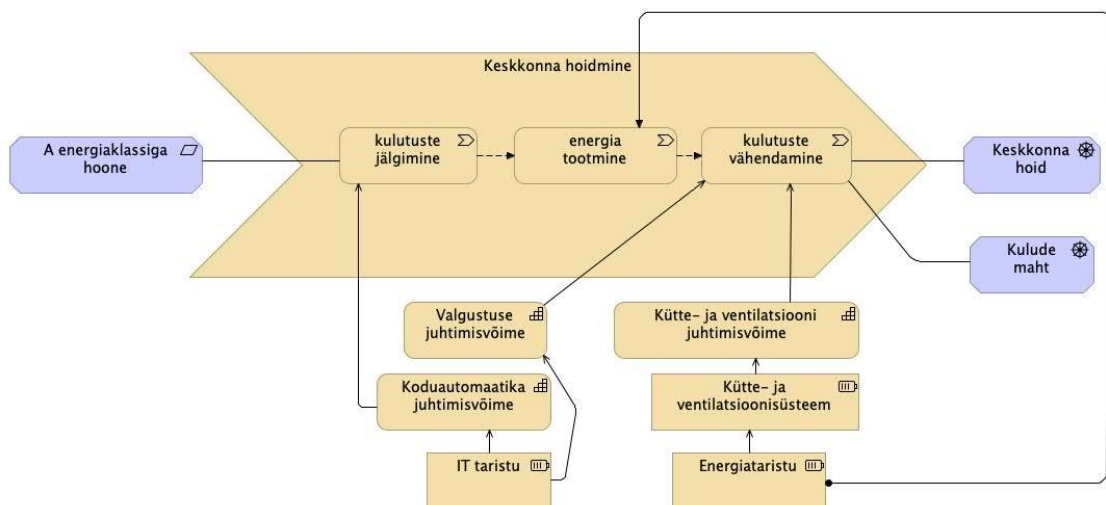 Keskkonna hoidmine
A energiaklassiga
hoone
kulutuste
jälgimine
energia
tootmine
kulutuste
vähendamine
Keskkonna
hoid
Kulude
maht
Valgustuse
juhtimisvõime
Kütte- ja ventilatsiooni
juhtimisvõime
Koduautomaatika
juhtimisvõime
Kütte- ja
ventilatsioonisüsteem
IT taristu
Energiataristu